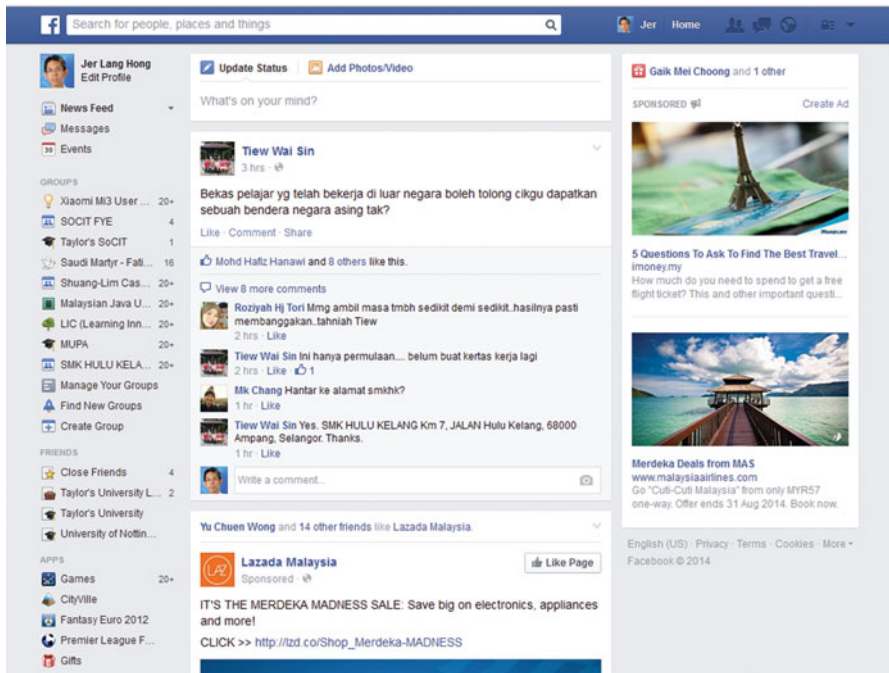 Search for people, places and things
Jer Home
Jer Lang Hong
Edit Profile
News Feed
Messages
30 Events
GROUPS
Xiaomi Mi3 User ... 20+
SOCIT FYE 4
Taylor's SoCIT 1
Saudi Martyr - Fati... 16
Shuang-Lim Cas... 20+
Malaysian Java U... 20+
LIC (Learning Inn... 20+
MUPA 20+
SMK HULU KELA... 20+
Manage Your Groups
Find New Groups
Create Group
FRIENDS
Close Friends 4
Taylor's University L... 2
Taylor's University
University of Nottin...
APPS
Games 20+
CityVille
Fantasy Euro 2012
Premier League F...
Gifts
Update Status Add Photos/Video
What's on your mind?
Tiew Wai Sin
3 hrs ·
Bekas pelajar yg telah bekerja di luar negara boleh tolong cikgu dapatkan
sebuah bendera negara asing tak?
Like · Comment · Share
Mohd Hafiz Hanawi and 8 others like this.
View 8 more comments
Roziyah Hj Tori Mmg ambil masa tmbh sedikit demi sedikit..hasilnya pasti
membanggakan..tahniah Tiew
2 hrs · Like
Tiew Wai Sin Ini hanya permulaan.... belum buat kertas kerja lagi
2 hrs · Like · 1
Mk Chang Hantar ke alamat smkhk?
1 hr · Like
Tiew Wai Sin Yes. SMK HULU KELANG Km 7, JALAN Hulu Kelang, 68000
Ampang, Selangor. Thanks.
1 hr · Like
Write a comment...
Yu Chuen Wong and 14 other friends like Lazada Malaysia.
LAZ
Lazada Malaysia
Sponsored ·
Like Page
IT'S THE MERDEKA MADNESS SALE: Save big on electronics, appliances
and more!
CLICK >> http://lzd.co/Shop_Merdeka-MADNESS
Gaik Mei Choong and 1 other
SPONSORED Create Ad
5 Questions To Ask To Find The Best Travel...
imoney.my
How much do you need to spend to get a free
flight ticket? This and other important questi...
Merdeka Deals from MAS
www.malaysiaairlines.com
Go "Cuti-Cuti Malaysia" from only MYR57
one-way. Offer ends 31 Aug 2014. Book now.
English (US) · Privacy · Terms · Cookies · More
Facebook © 2014